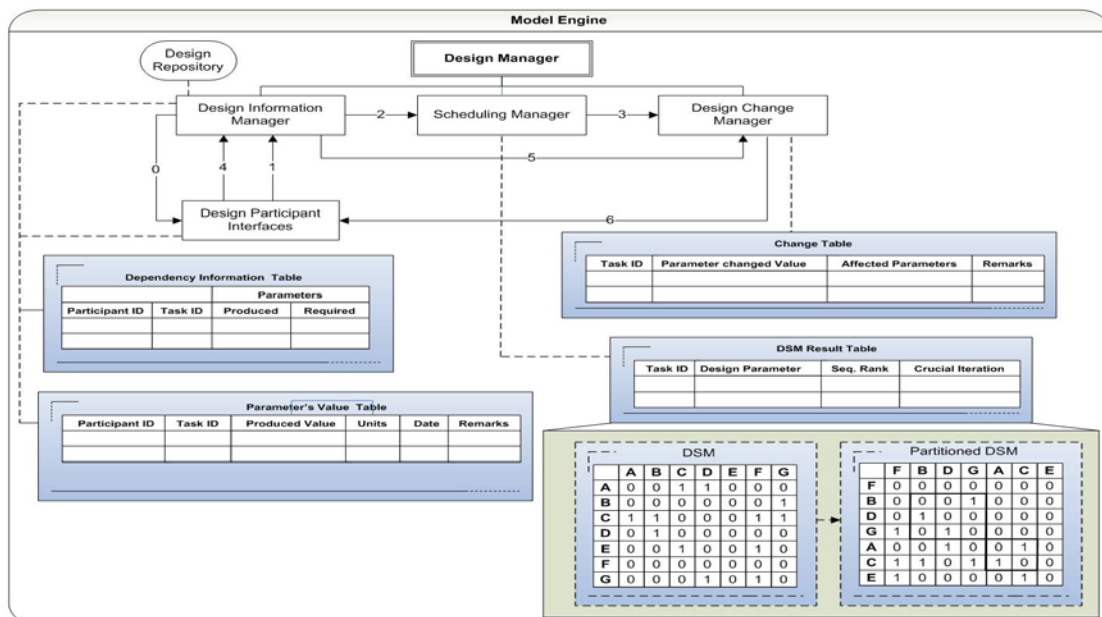 Model Engine
Design
Repository
Design Manager
Design Information
Manager
2
Scheduling Manager
3
Design Change
Manager
0
4
1
5
Design Participant
Interfaces
6
Change Table
Task ID Parameter changed Value Affected Parameters Remarks
Dependency Information Table
Parameters
Participant ID Task ID Produced Required
DSM Result Table
Task ID Design Parameter Seq. Rank Crucial Iteration
Parameter's Value Table
Participant ID Task ID Produced Value Units Date Remarks
DSM
A B C D E F G
A 0 0 1 1 0 0 0
B 0 0 0 0 0 0 1
C 1 1 0 0 0 1 1
D 0 1 0 0 0 0 0
E 0 0 1 0 0 1 0
F 0 0 0 0 0 0 0
G 0 0 0 1 0 1 0
Partitioned DSM
F B D G A C E
F 0 0 0 0 0 0 0
B 0 0 0 1 0 0 0
D 0 1 0 0 0 0 0
G 1 0 1 0 0 0 0
A 0 0 1 0 0 1 0
C 1 1 0 1 1 0 0
E 1 0 0 0 0 1 0